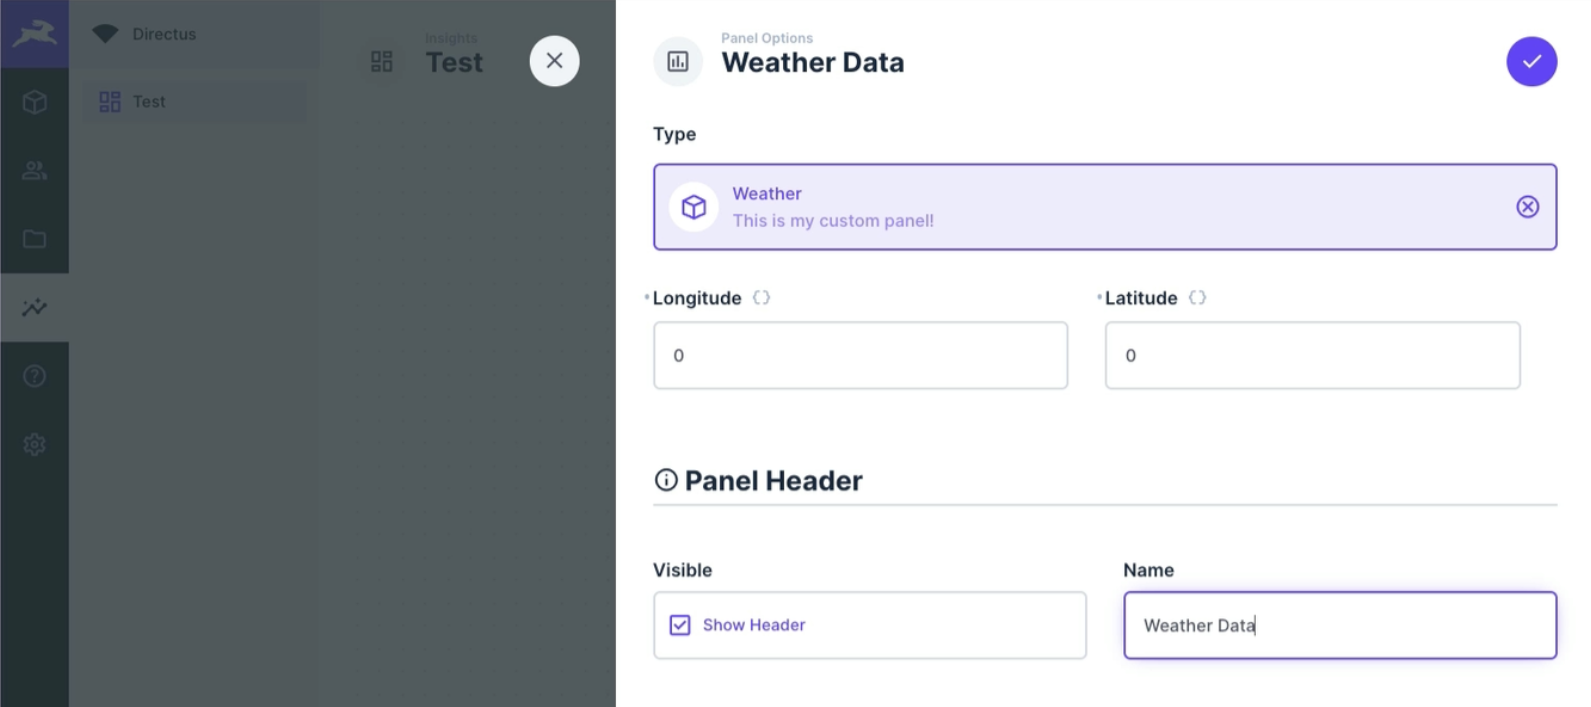 Directus
Test
Insights
Test
Panel Options
Weather Data
Type
Weather
This is my custom panel!
Longitude
Latitude
0
0
Panel Header
Visible
Name
Show Header
Weather Data